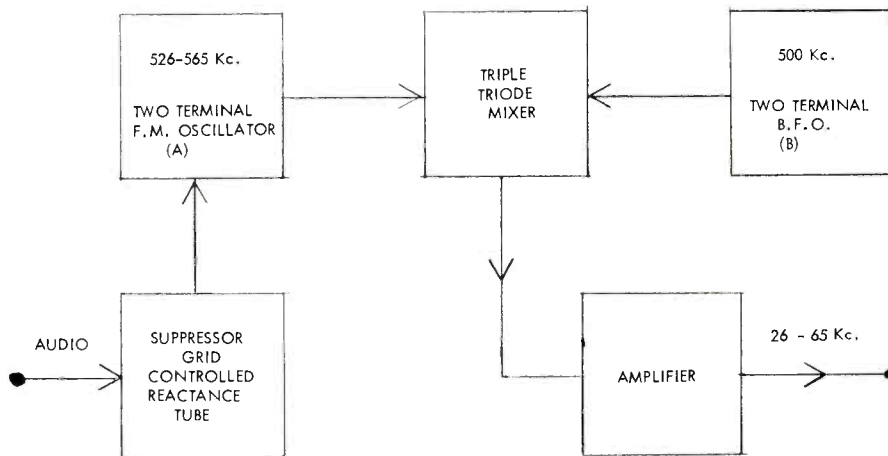 526-565 Kc.
TWO TERMINAL
F.M. OSCILLATOR
(A)
TRIPLE
TRIODE
MIXER
500 Kc.
TWO TERMINAL
B.F.O.
(B)
AUDIO
SUPPRESSOR
GRID
CONTROLLED
REACTANCE
TUBE
AMPLIFIER
26 - 65 Kc.